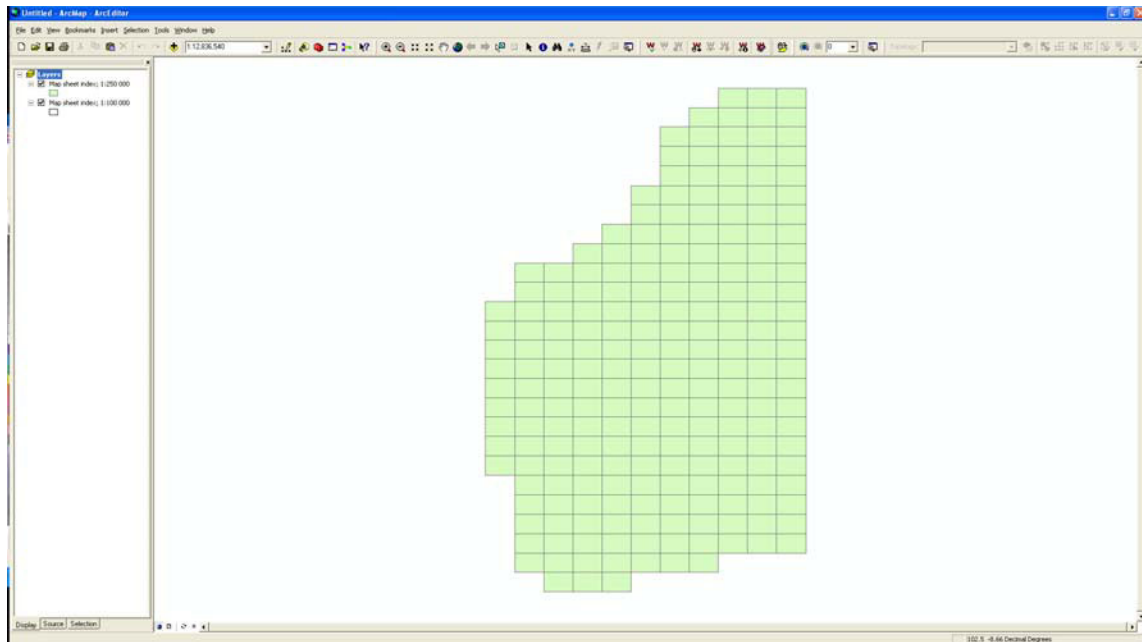 Untitled - ArcMap - ArcEditor
File Edit View Bookmarks Insert Selection Tools Window Help
1:12,836,540
0
Layers
Map sheet index; 1:250 000
Map sheet index; 1:100 000
Display Source Selection
102.5 -8.66 Decimal Degrees